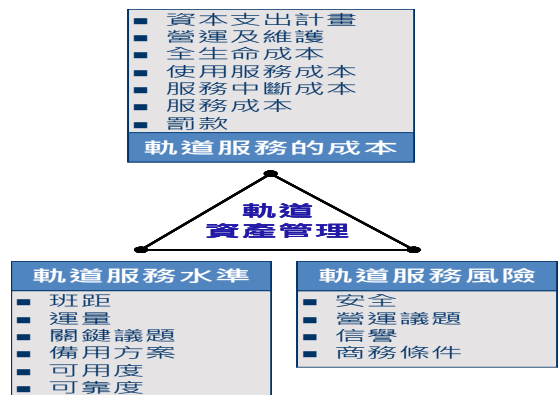 ▪ 資本支出計畫
▪ 營運及維護
▪ 全生命成本
▪ 使用服務成本
▪ 服務中斷成本
▪ 服務成本
▪ 罰款
軌道服務的成本
軌道
資產管理
軌道服務水準
▪ 班距
▪ 運量
▪ 關鍵議題
▪ 備用方案
▪ 可用度
▪ 可靠度
軌道服務風險
▪ 安全
▪ 營運議題
▪ 信譽
▪ 商務條件